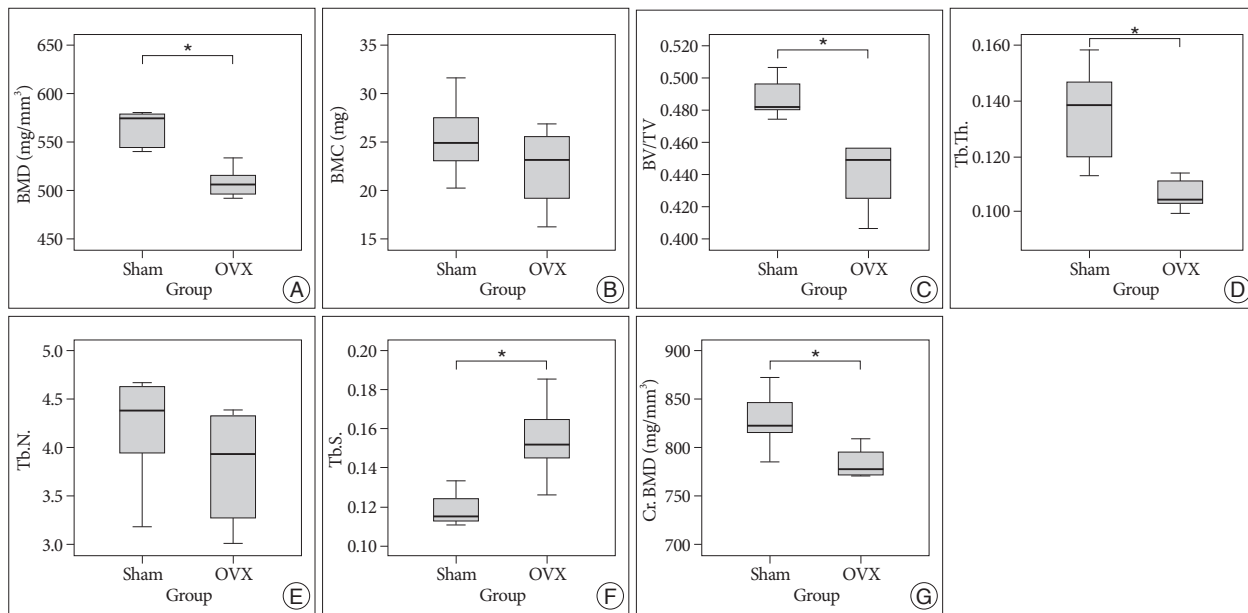 650
600
550
500
450
BMD (mg/mm³)
*
Sham
OVX
Group
A
35
30
25
22
20
15
BMC (mg)
Sham
OVX
Group
B
0.520
0.500
0.480
0.460
0.440
0.420
0.400
BV/TV
*
Sham
OVX
Group
C
0.160
0.140
0.120
0.100
Tb.Th.
*
Sham
OVX
Group
D
5.0
4.5
4.0
3.5
3.0
Tb.N.
Sham
OVX
Group
E
0.20
0.18
0.16
0.14
0.12
0.10
Tb.S.
*
Sham
OVX
Group
F
900
850
800
750
700
Cr. BMD (mg/mm³)
*
Sham
OVX
Group
G